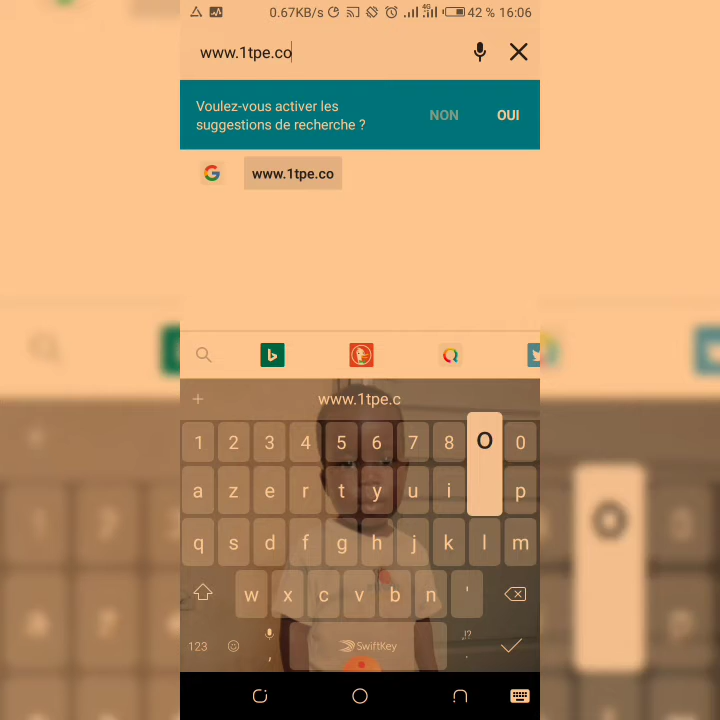 0.67KB/s 4G 42 % 16:06
www.1tpe.co
Voulez-vous activer les
suggestions de recherche ?
NON OUI
www.1tpe.co
www.1tpe.c
1 2 3 4 5 6 7 8 O 0
a z e r t y u i p
q s d f g h j k l m
w x c v b n '
123 , SwiftKey !? .